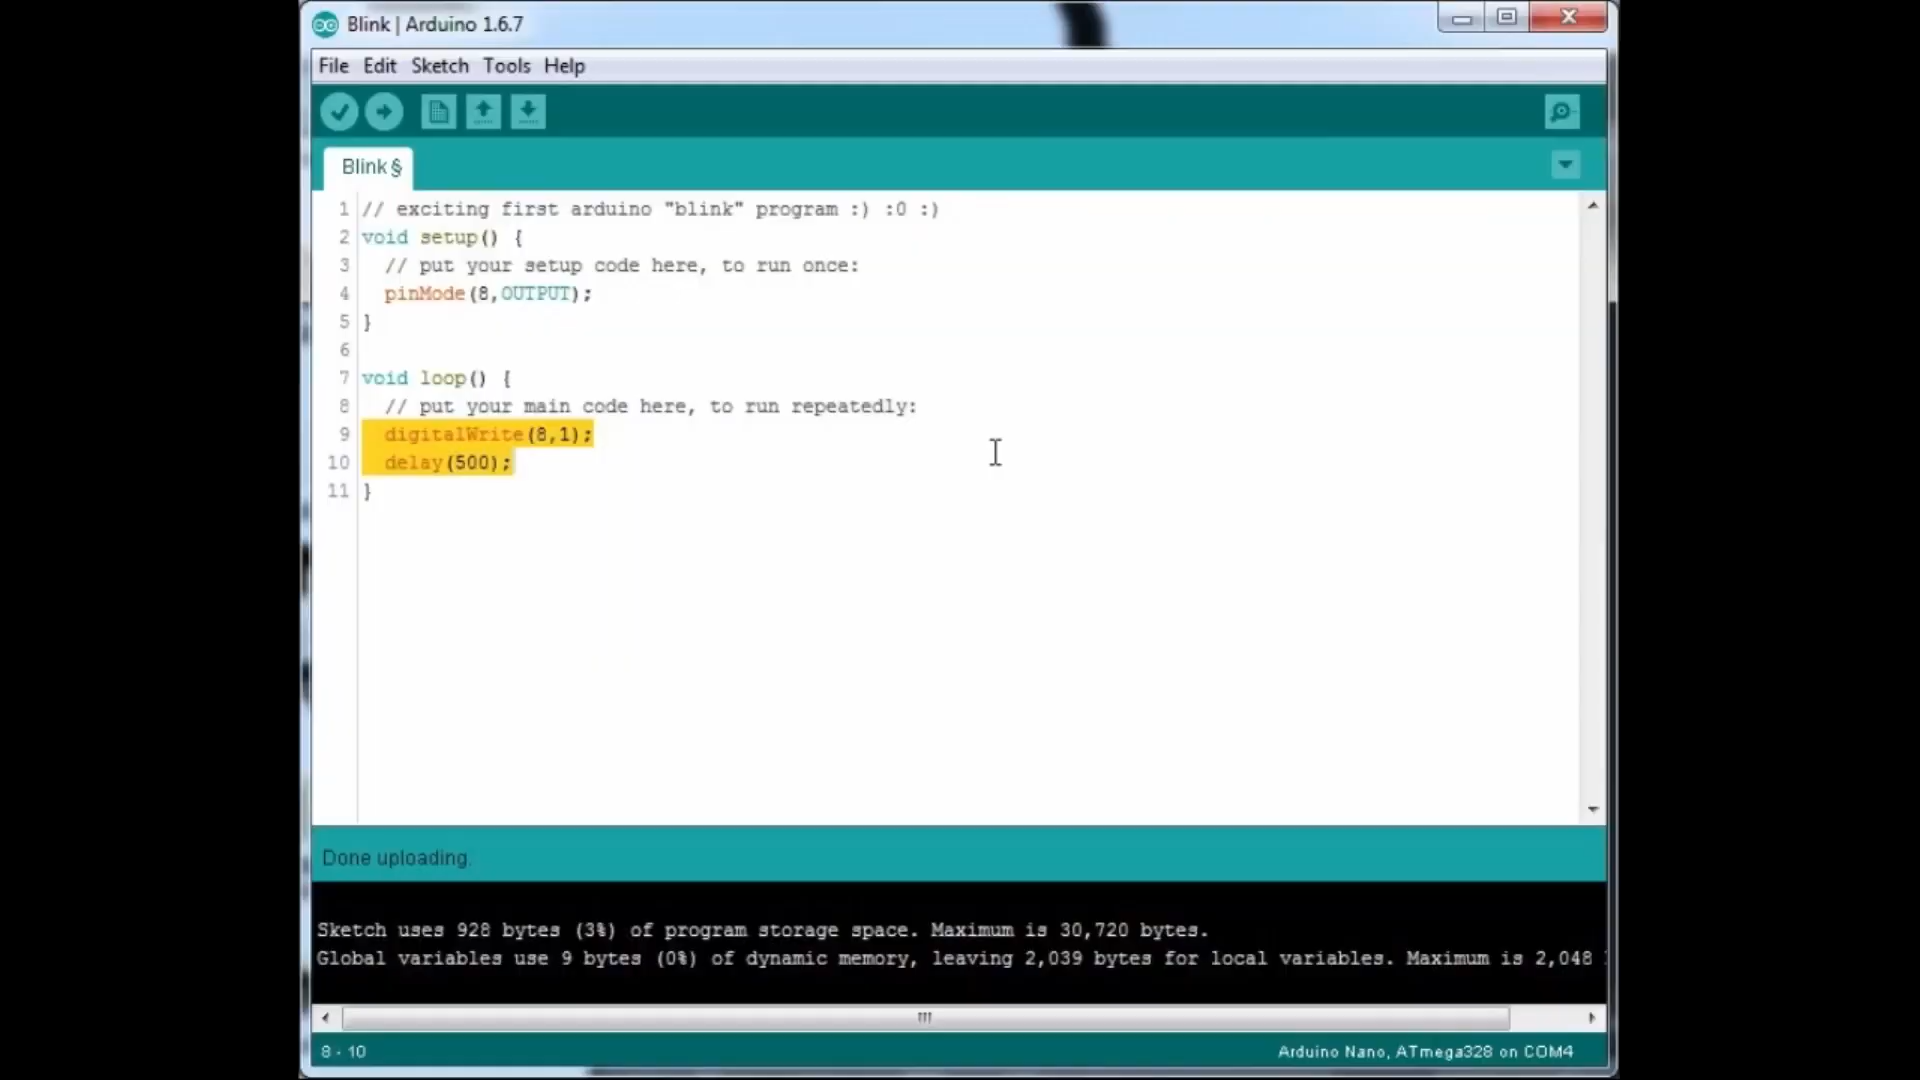 Blink | Arduino 1.6.7
File Edit Sketch Tools Help
Blink §
1 // exciting first arduino "blink" program :) :0 :)
2 void setup() {
3 // put your setup code here, to run once:
4 pinMode(8,OUTPUT);
5 }
6
7 void loop() {
8 // put your main code here, to run repeatedly:
9 digitalWrite(8,1);
10 delay(500);
11 }
Done uploading.
Sketch uses 928 bytes (3%) of program storage space. Maximum is 30,720 bytes.
Global variables use 9 bytes (0%) of dynamic memory, leaving 2,039 bytes for local variables. Maximum is 2,048
8 - 10 Arduino Nano, ATmega328 on COM4